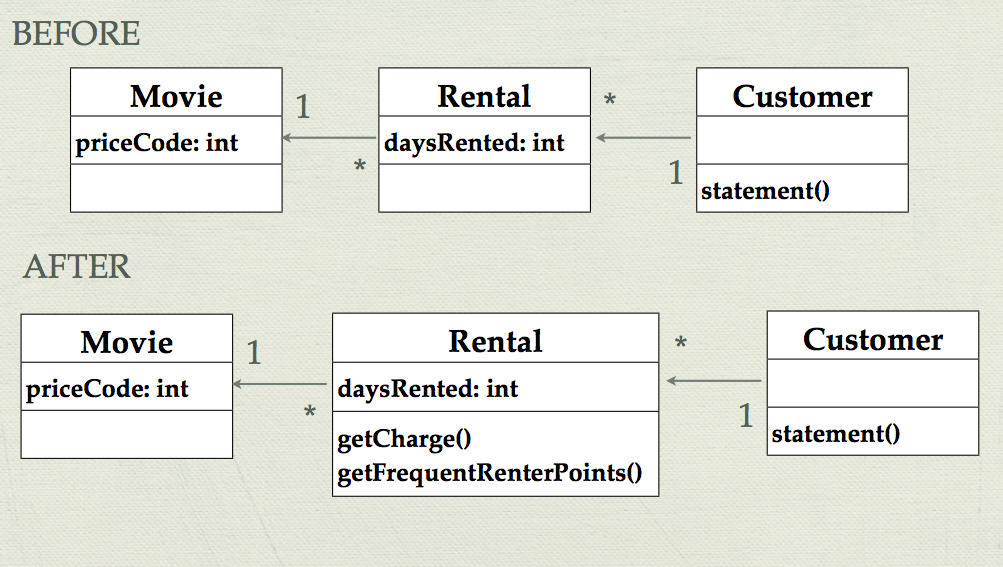 BEFORE
Movie
priceCode: int
1
*
Rental
daysRented: int
*
1
Customer
statement()
AFTER
Movie
priceCode: int
1
*
Rental
daysRented: int
getCharge()
getFrequentRenterPoints()
*
1
Customer
statement()